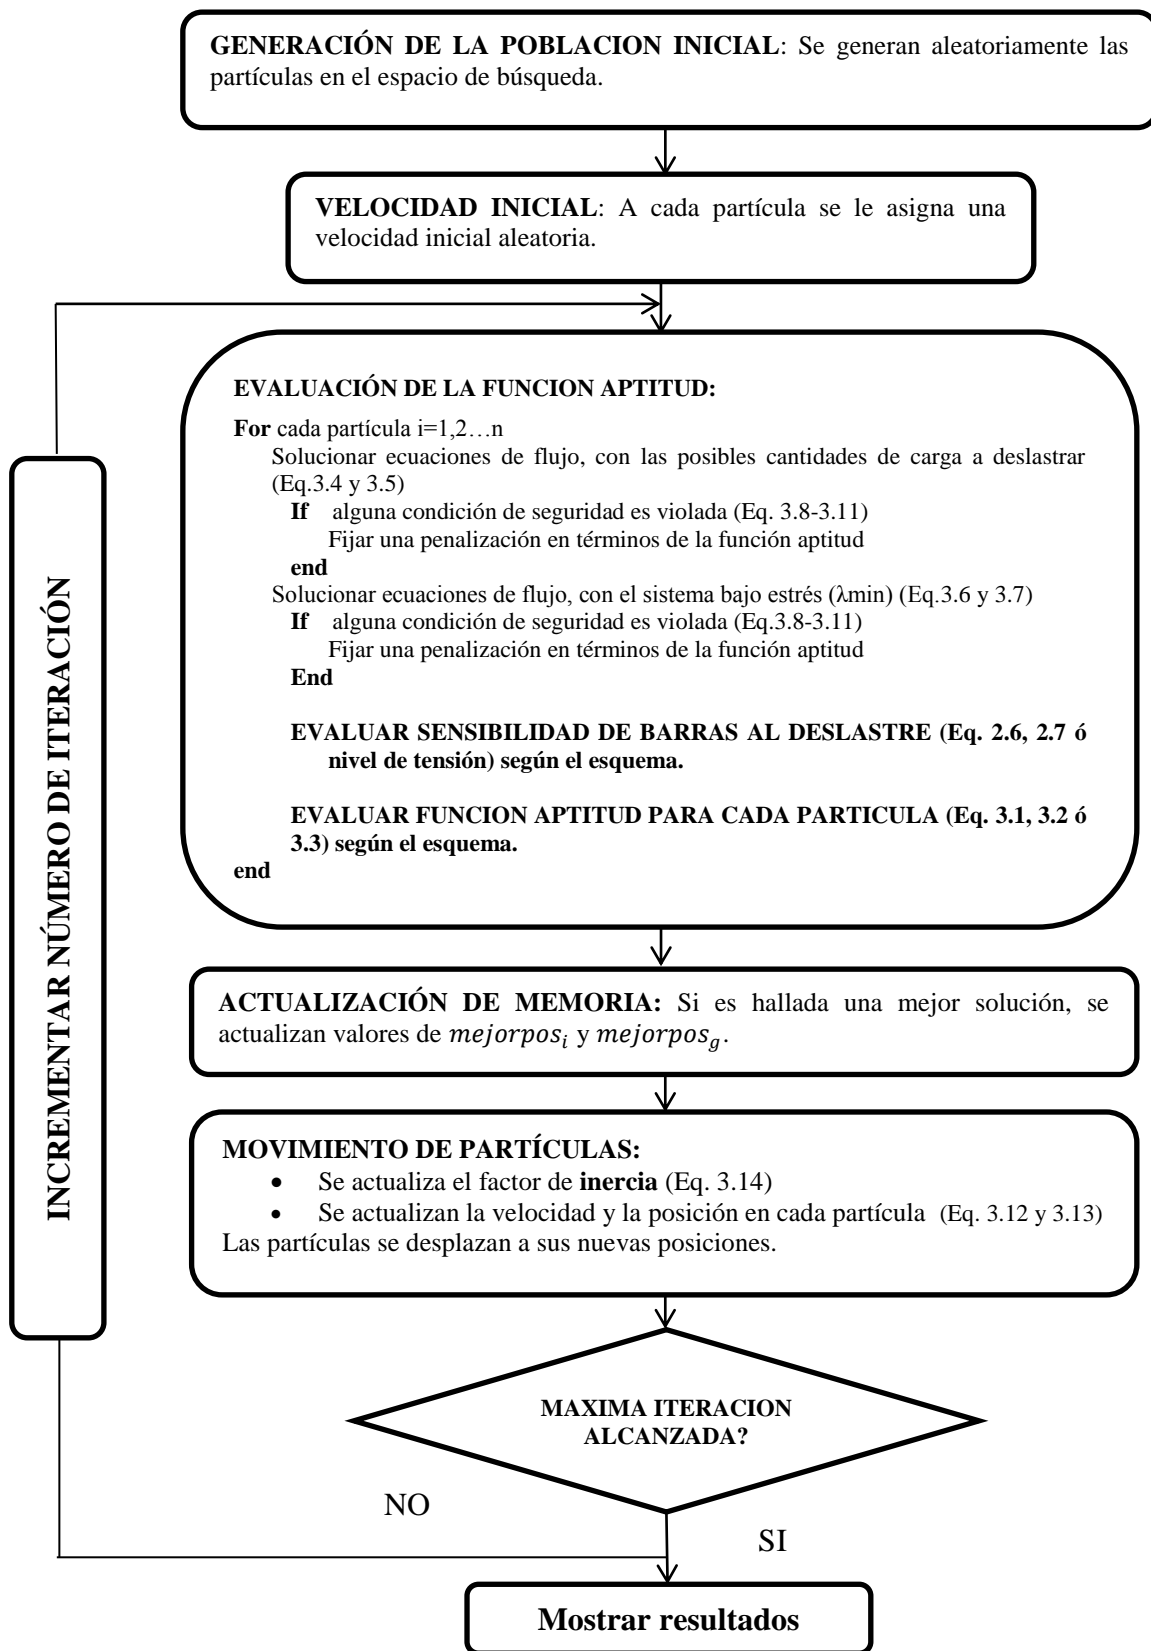 GENERACIÓN DE LA POBLACION INICIAL: Se generan aleatoriamente las
partículas en el espacio de búsqueda.
VELOCIDAD INICIAL: A cada partícula se le asigna una
velocidad inicial aleatoria.
EVALUACIÓN DE LA FUNCION APTITUD:
For cada partícula i=1,2…n
Solucionar ecuaciones de flujo, con las posibles cantidades de carga a deslastrar
(Eq.3.4 y 3.5)
If alguna condición de seguridad es violada (Eq. 3.8-3.11)
Fijar una penalización en términos de la función aptitud
end
Solucionar ecuaciones de flujo, con el sistema bajo estrés (λmin) (Eq.3.6 y 3.7)
If alguna condición de seguridad es violada (Eq.3.8-3.11)
Fijar una penalización en términos de la función aptitud
End
EVALUAR SENSIBILIDAD DE BARRAS AL DESLASTRE (Eq. 2.6, 2.7 ó
nivel de tensión) según el esquema.
EVALUAR FUNCION APTITUD PARA CADA PARTICULA (Eq. 3.1, 3.2 ó
3.3) según el esquema.
end
INCREMENTAR NÚMERO DE ITERACIÓN
ACTUALIZACIÓN DE MEMORIA: Si es hallada una mejor solución, se
actualizan valores de mejorpos_i y mejorpos_g.
MOVIMIENTO DE PARTÍCULAS:
• Se actualiza el factor de inercia (Eq. 3.14)
• Se actualizan la velocidad y la posición en cada partícula (Eq. 3.12 y 3.13)
Las partículas se desplazan a sus nuevas posiciones.
MAXIMA ITERACION
ALCANZADA?
NO
SI
Mostrar resultados